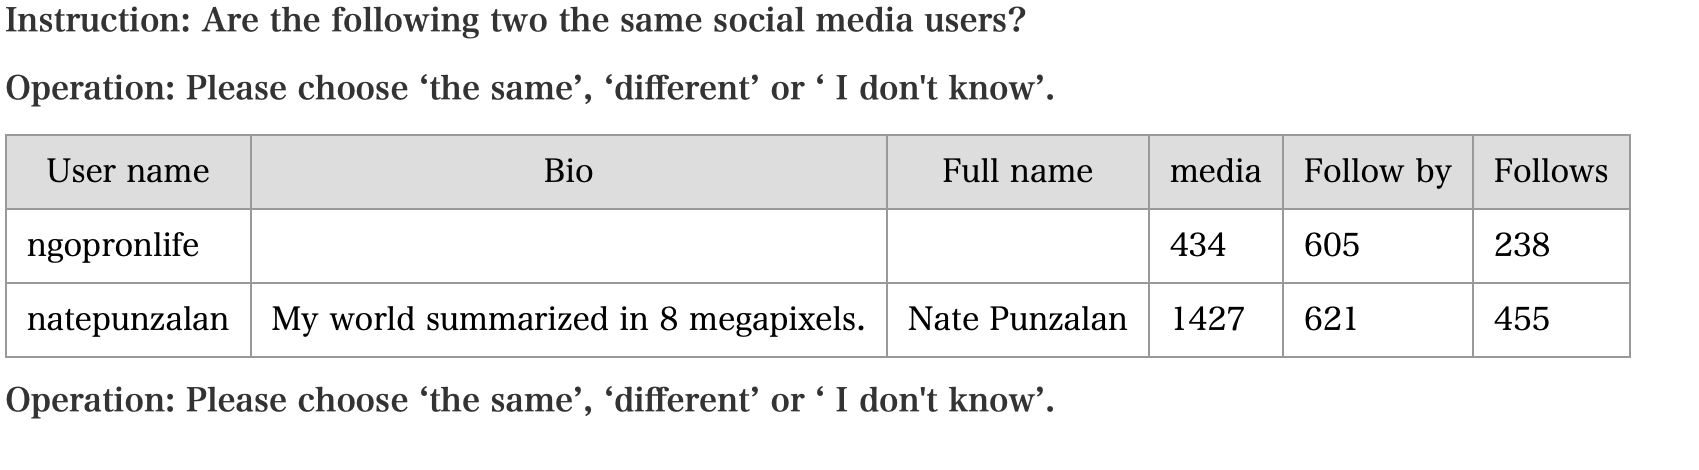 Instruction: Are the following two the same social media users?
Operation: Please choose ‘the same’, ‘different’ or ‘ I don't know’.
User name Bio Full name media Follow by Follows
ngopronlife 434 605 238
natepunzalan My world summarized in 8 megapixels. Nate Punzalan 1427 621 455
Operation: Please choose ‘the same’, ‘different’ or ‘ I don't know’.